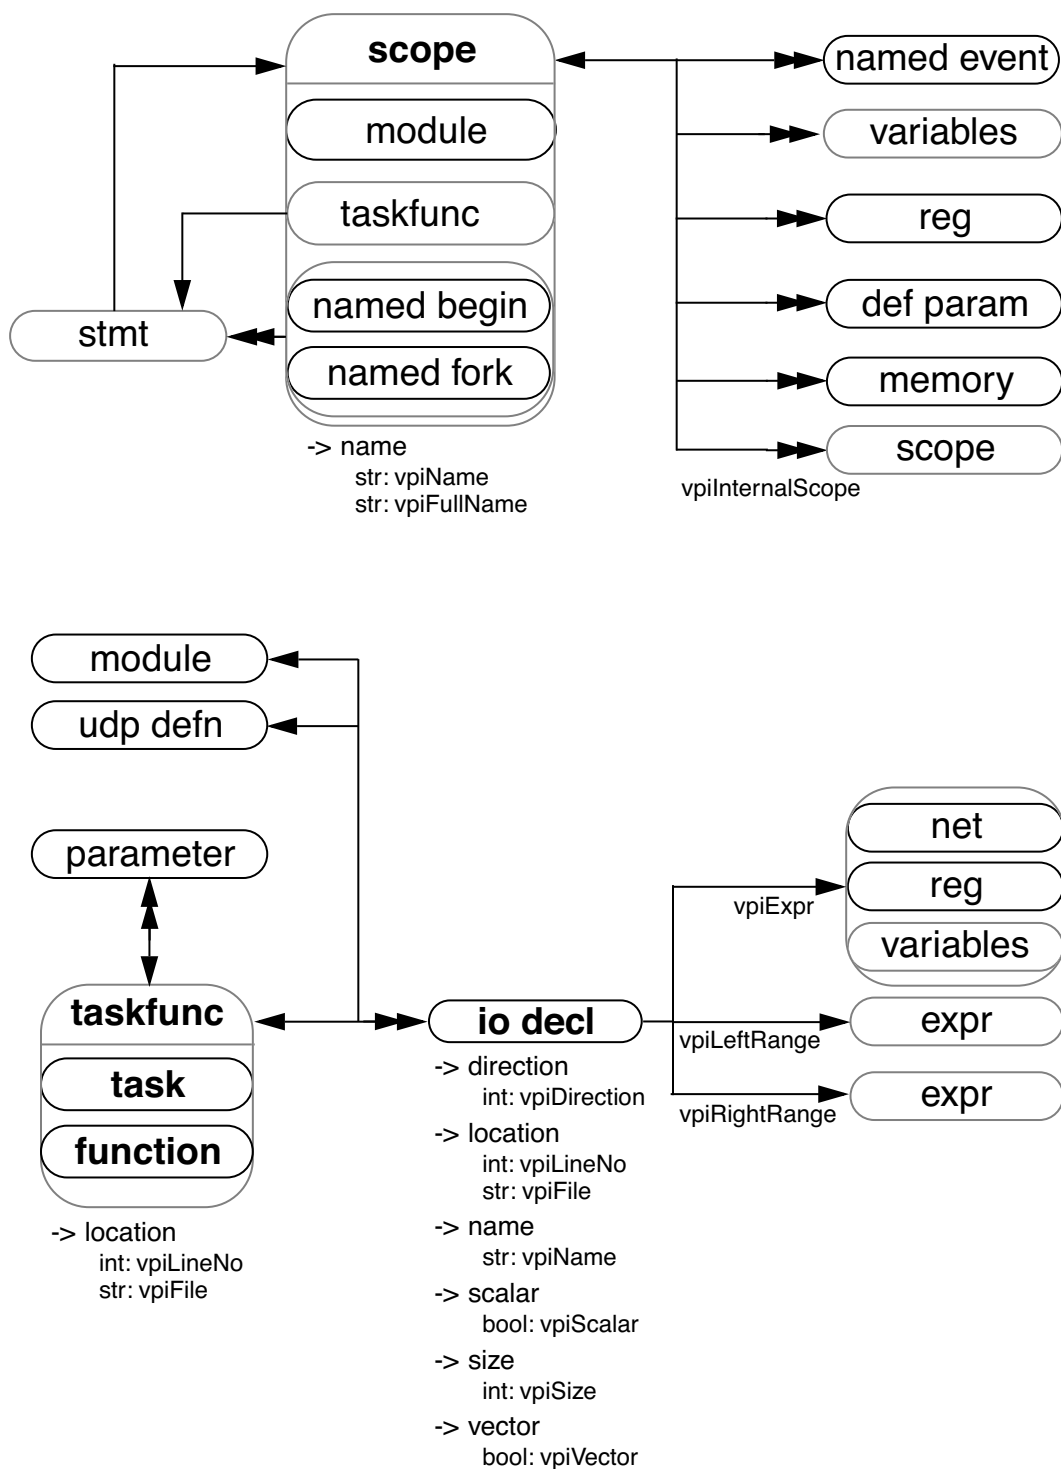 scope
module
taskfunc
named begin
named fork
stmt
-> name
str: vpiName
str: vpiFullName
named event
variables
reg
def param
memory
scope
vpiInternalScope
module
udp defn
parameter
taskfunc
task
function
-> location
int: vpiLineNo
str: vpiFile
io decl
-> direction
int: vpiDirection
-> location
int: vpiLineNo
str: vpiFile
-> name
str: vpiName
-> scalar
bool: vpiScalar
-> size
int: vpiSize
-> vector
bool: vpiVector
vpiExpr
net
reg
variables
vpiLeftRange
expr
vpiRightRange
expr